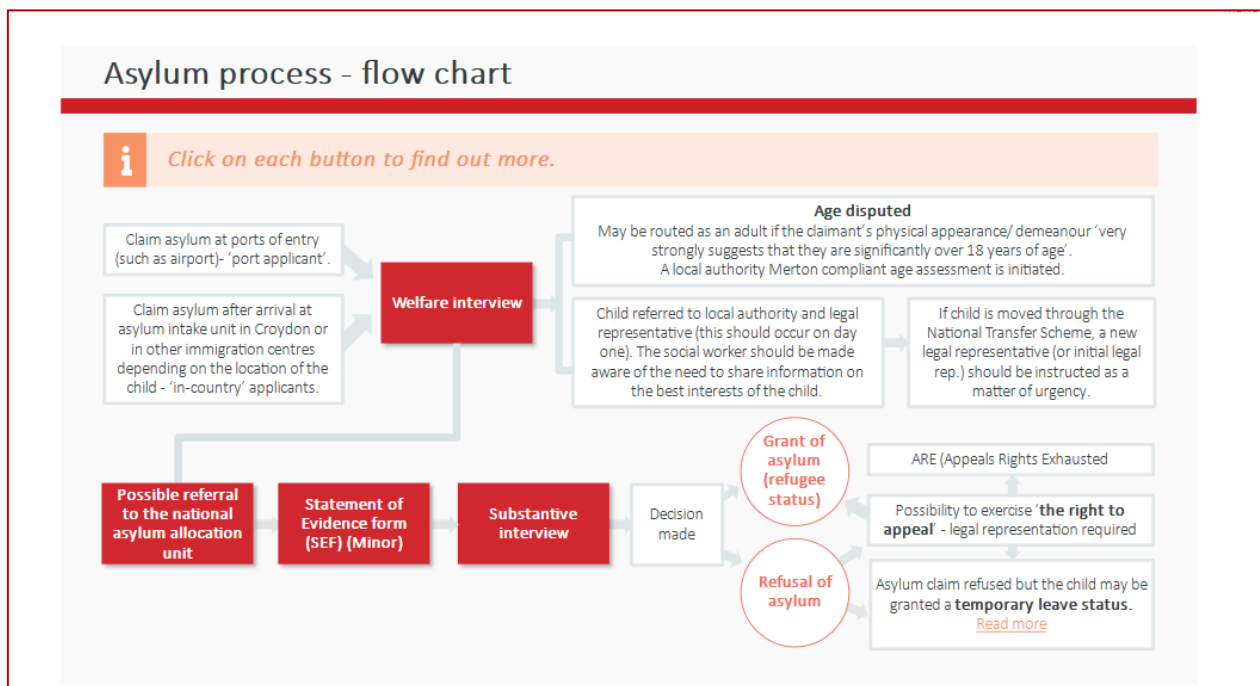 Asylum process - flow chart
i
Click on each button to find out more.
Claim asylum at ports of entry
(such as airport)- 'port applicant'.
Claim asylum after arrival at
asylum intake unit in Croydon or
in other immigration centres
depending on the location of the
child - 'in-country' applicants.
Welfare interview
Age disputed
May be routed as an adult if the claimant's physical appearance/ demeanour 'very
strongly suggests that they are significantly over 18 years of age'.
A local authority Merton compliant age assessment is initiated.
Child referred to local authority and legal
representative (this should occur on day
one). The social worker should be made
aware of the need to share information on
the best interests of the child.
If child is moved through the
National Transfer Scheme, a new
legal representative (or initial legal
rep.) should be instructed as a
matter of urgency.
Possible referral
to the national
asylum allocation
unit
Statement of
Evidence form
(SEF) (Minor)
Substantive
interview
Decision
made
Grant of
asylum
(refugee
status)
Refusal of
asylum
ARE (Appeals Rights Exhausted
Possibility to exercise 'the right to
appeal' - legal representation required
Asylum claim refused but the child may be
granted a temporary leave status.
Read more